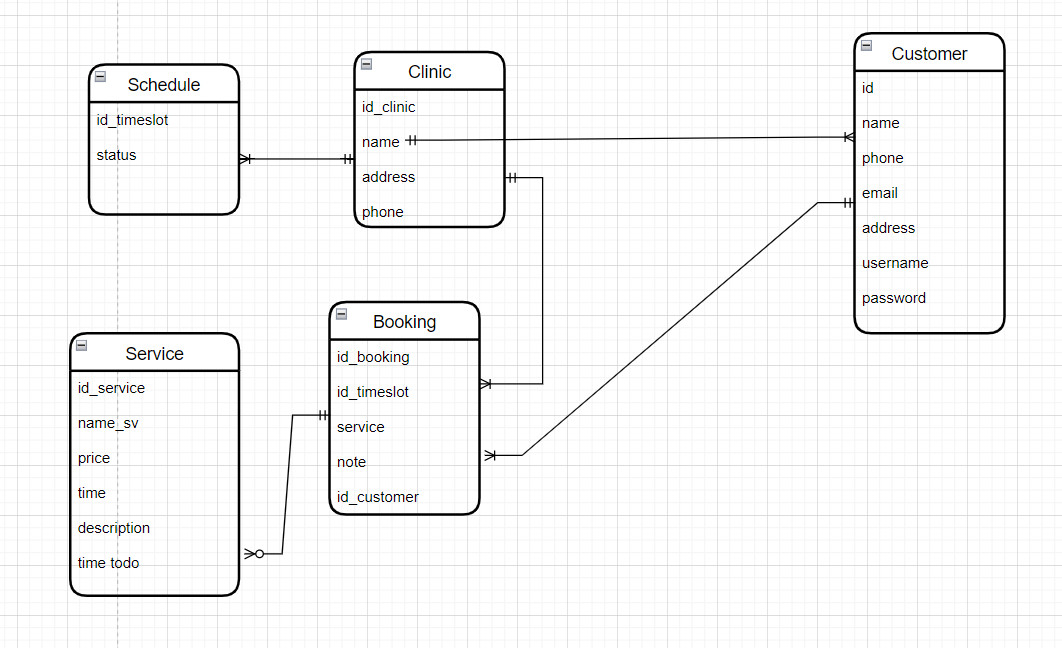 Schedule
id_timeslot
status
Clinic
id_clinic
name
address
phone
Customer
id
name
phone
email
address
username
password
Service
id_service
name_sv
price
time
description
time todo
Booking
id_booking
id_timeslot
service
note
id_customer